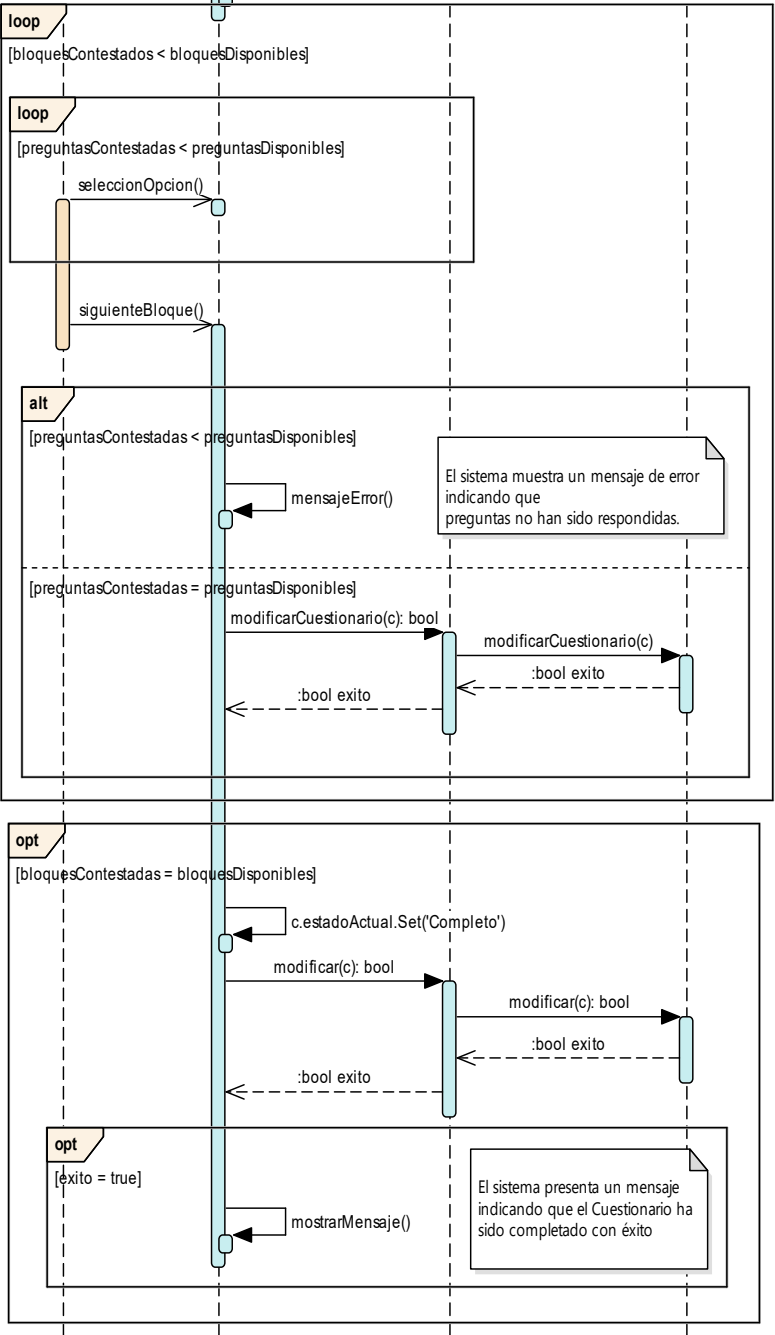 loop
[bloquesContestados < bloquesDisponibles]
loop
[preguntasContestadas < preguntasDisponibles]
seleccionOpcion()
siguienteBloque()
alt
[preguntasContestadas < preguntasDisponibles]
El sistema muestra un mensaje de error
indicando que
preguntas no han sido respondidas.
mensajeError()
[preguntasContestadas = preguntasDisponibles]
modificarCuestionario(c): bool
modificarCuestionario(c)
:bool exito
:bool exito
opt
[bloquesContestadas = bloquesDisponibles]
c.estadoActual.Set('Completo')
modificar(c): bool
modificar(c): bool
:bool exito
:bool exito
opt
[exito = true]
El sistema presenta un mensaje
indicando que el Cuestionario ha
sido completado con éxito
mostrarMensaje()